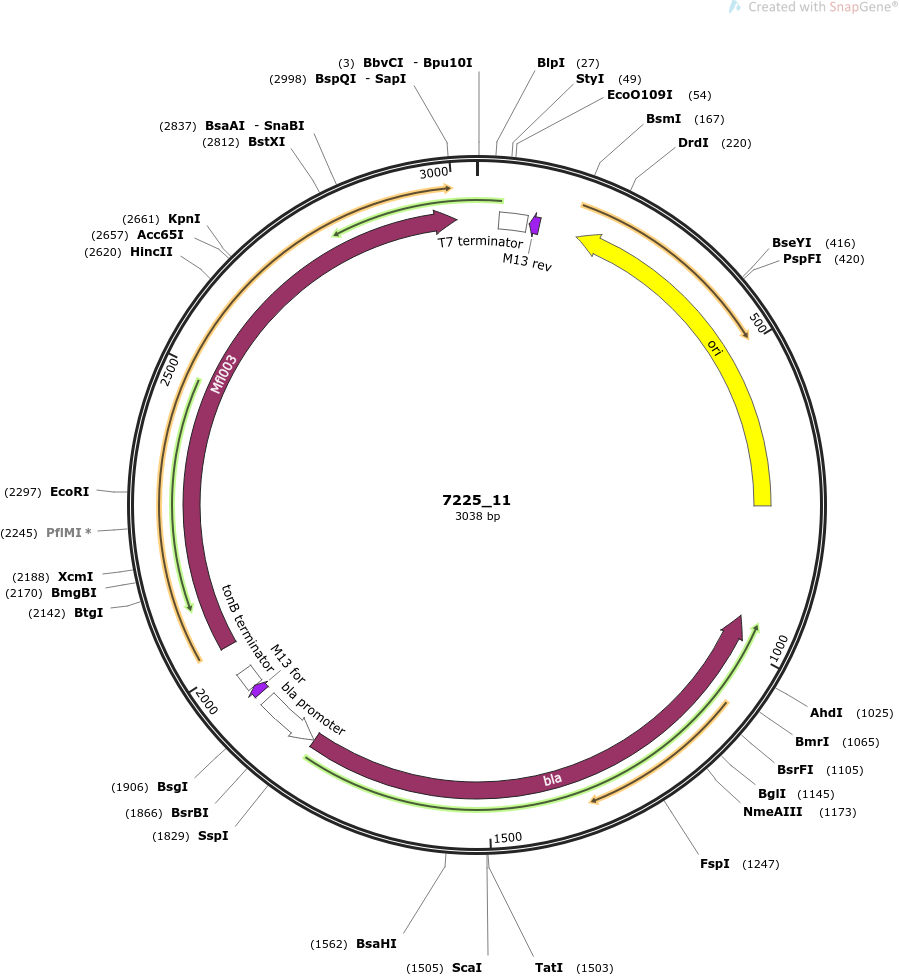 Created with SnapGene®
(3) BbvCI - Bpu10I
(2998) BspQI - SapI
(2837) BsaAI - SnaBI
(2812) BstXI
(2661) KpnI
(2657) Acc65I
(2620) HincII
(2297) EcoRI
(2245) PflMI *
(2188) XcmI
(2170) BmgBI
(2142) BtgI
(1906) BsgI
(1866) BsrBI
(1829) SspI
(1562) BsaHI
(1505) ScaI
TatI (1503)
FspI (1247)
NmeAIII (1173)
BglI (1145)
BsrFI (1105)
BmrI (1065)
AhdI (1025)
PspFI (420)
BseYI (416)
DrdI (220)
BsmI (167)
EcoO109I (54)
StyI (49)
BlpI (27)
3000
500
1000
1500
2000
2500
T7 terminator
M13 rev
ori
Mfl003
tonB terminator
M13 for
bla promoter
bla
7225_11
3038 bp